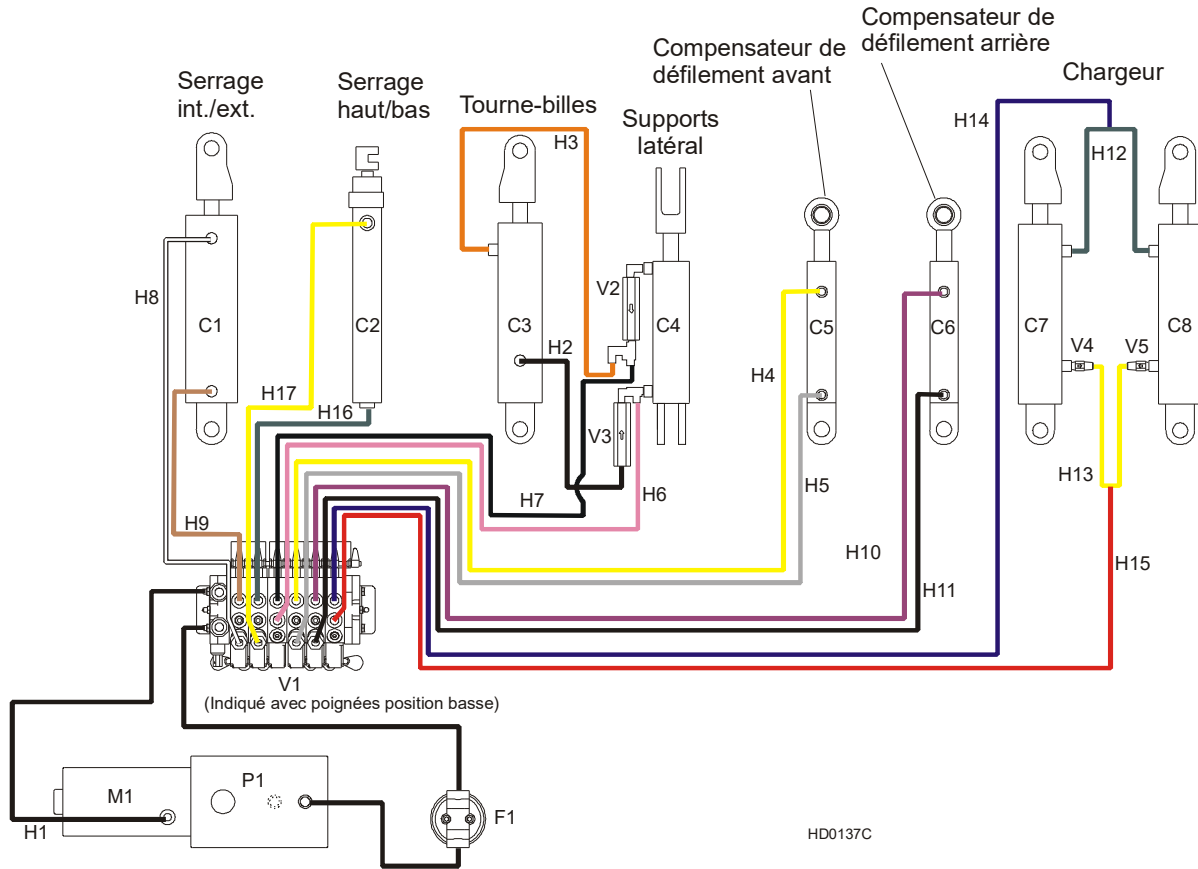 Compensateur de
défilement arrière
Compensateur de
défilement avant
Chargeur
Serrage
int./ext.
Serrage
haut/bas
Tourne-billes
Supports
latéral
H14
H3
H12
H8
V2
C1
C2
C3
C4
C5
C6
C7
C8
H2
V4
V5
H4
H17
H16
V3
H13
H7
H6
H5
H9
H10
H11
H15
V1
(Indiqué avec poignées position basse)
P1
M1
F1
H1
HD0137C